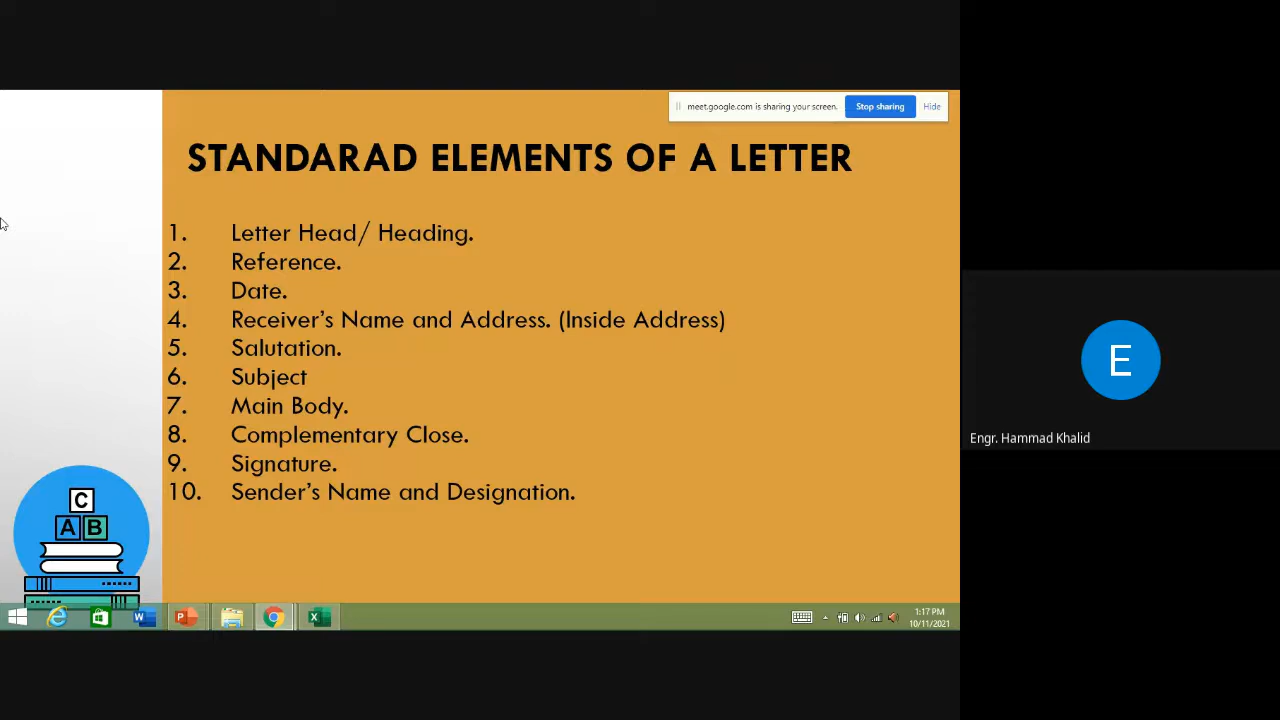 meet.google.com is sharing your screen. Stop sharing Hide
STANDARAD ELEMENTS OF A LETTER
1. Letter Head/ Heading.
2. Reference.
3. Date.
4. Receiver’s Name and Address. (Inside Address)
5. Salutation.
6. Subject
7. Main Body.
8. Complementary Close.
9. Signature.
10. Sender’s Name and Designation.
C
A B
E
Engr. Hammad Khalid
1:17 PM
10/11/2021